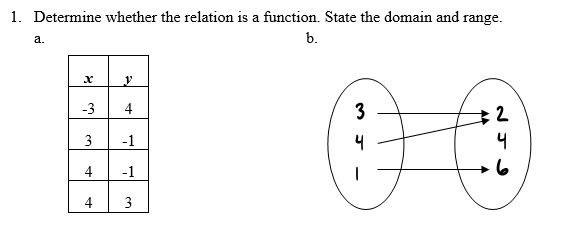 1. Determine whether the relation is a function. State the domain and range.
a. b.
x y
-3 4
3 -1
4 -1
4 3
3 2
4 4
1 6